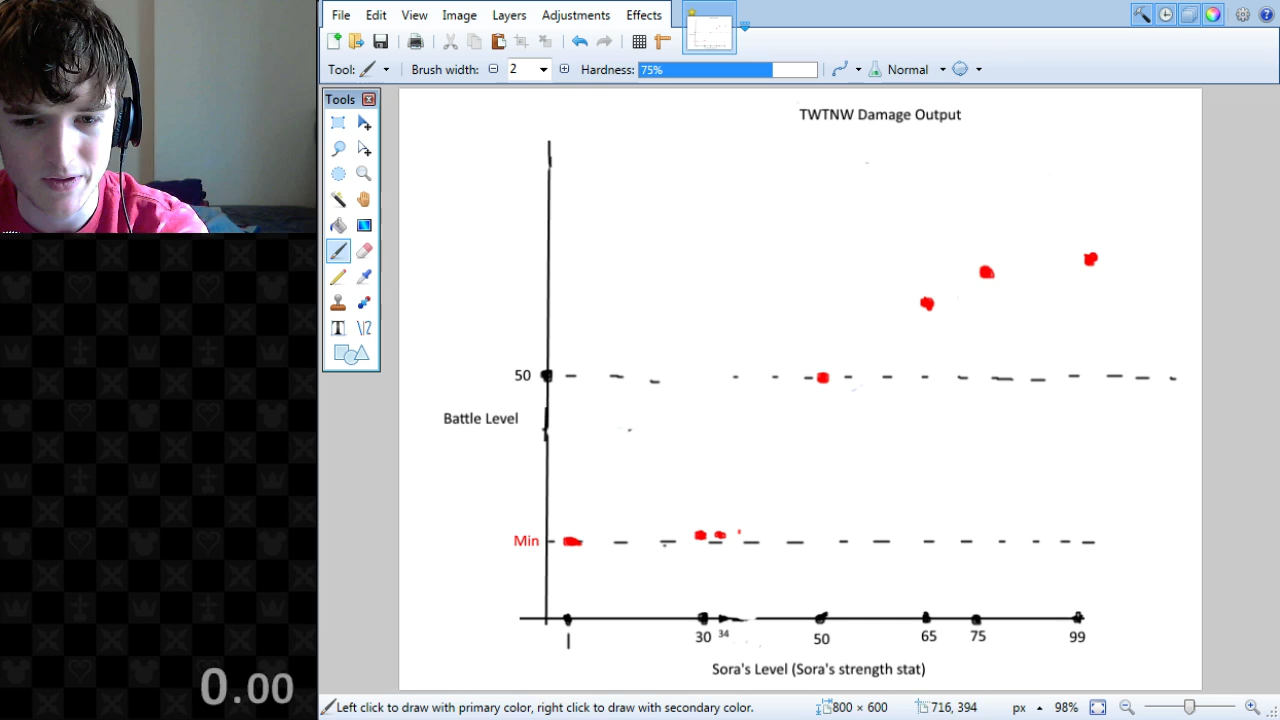 File Edit View Image Layers Adjustments Effects
Tool: Brush width: 2 Hardness: 75% Normal
Tools
TWTNW Damage Output
50
Battle Level
Min
1 30 34 50 65 75 99
Sora's Level (Sora's strength stat)
0.00
Left click to draw with primary color, right click to draw with secondary color. 800 × 600 716, 394 px 98%